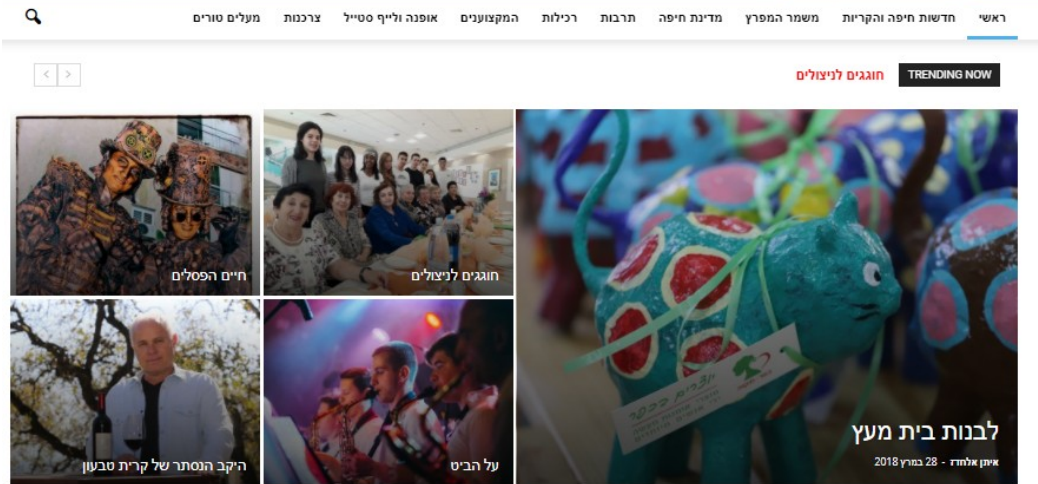 ראשי
חדשות חיפה והקריות
משמר המפרץ
מדינת חיפה
תרבות
רכילות
המקצוענים
אופנה ולייף סטייל
צרכנות
מעלים טורים
TRENDING NOW
חוגגים לניצולים
לבנות בית מעץ
איתן אלחדז - 28 במרץ 2018
חוגגים לניצולים
חיים הפסלים
על הביט
היקב הנסתר של קרית טבעון